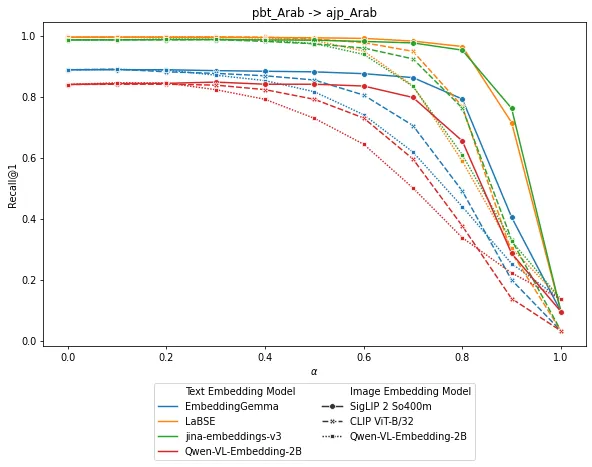 pbt_Arab -> ajp_Arab
Recall@1
1.0
0.8
0.6
0.4
0.2
0.0
0.0 0.2 0.4 0.6 0.8 1.0
α
Text Embedding Model Image Embedding Model
EmbeddingGemma SigLIP 2 So400m
LaBSE CLIP ViT-B/32
jina-embeddings-v3 Qwen-VL-Embedding-2B
Qwen-VL-Embedding-2B